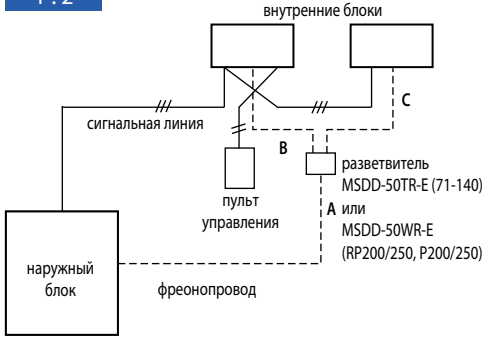 1 : 2
внутренние блоки
C
сигнальная линия
B
разветвитель
MSDD-50TR-E (71-140)
пульт
управления
A или
MSDD-50WR-E
(RP200/250, P200/250)
наружный
блок
фреонопровод